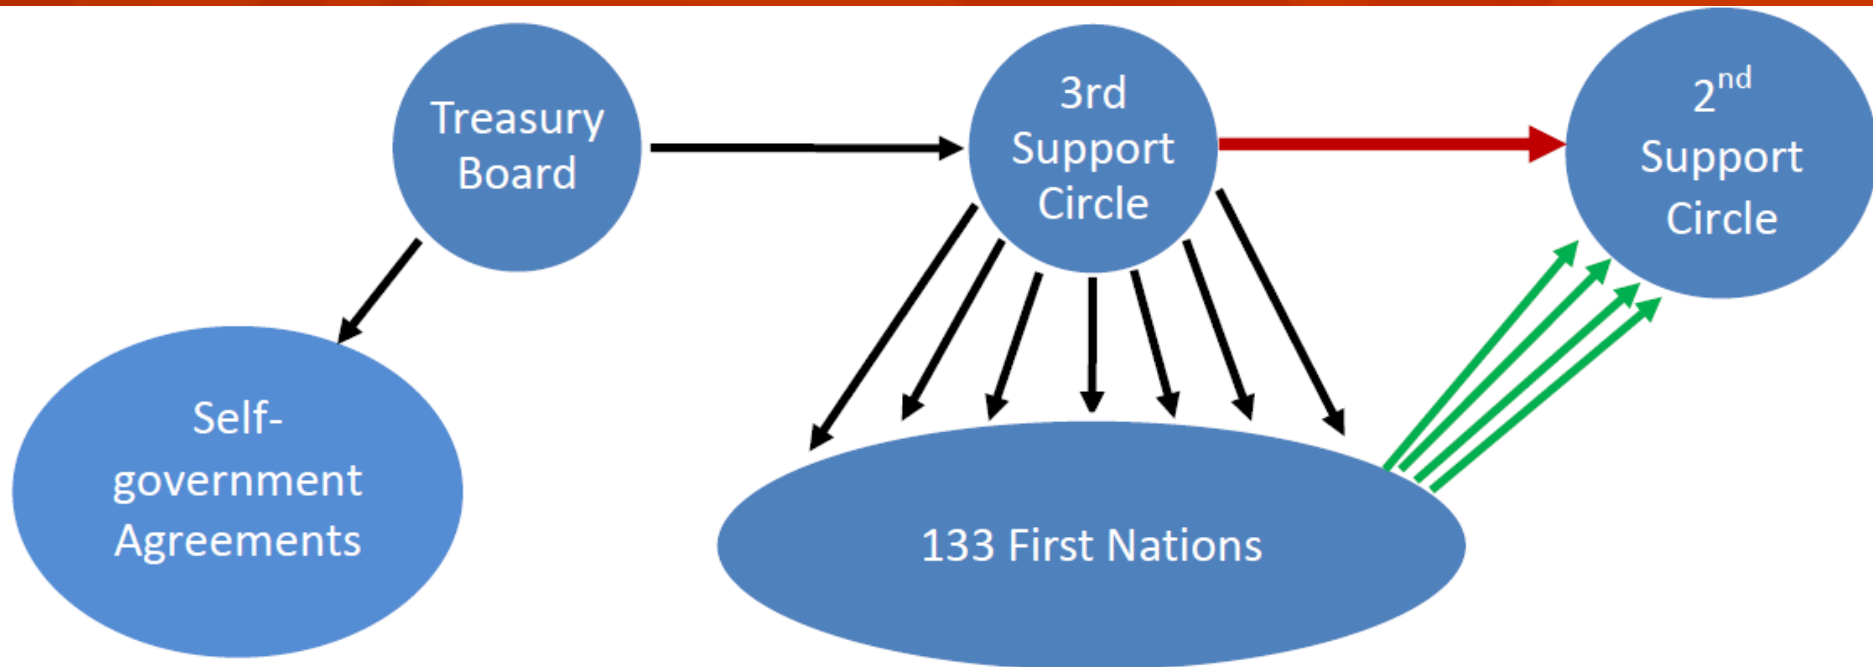 Treasury
Board
3rd
Support
Circle
2nd
Support
Circle
Self-
government
Agreements
133 First Nations